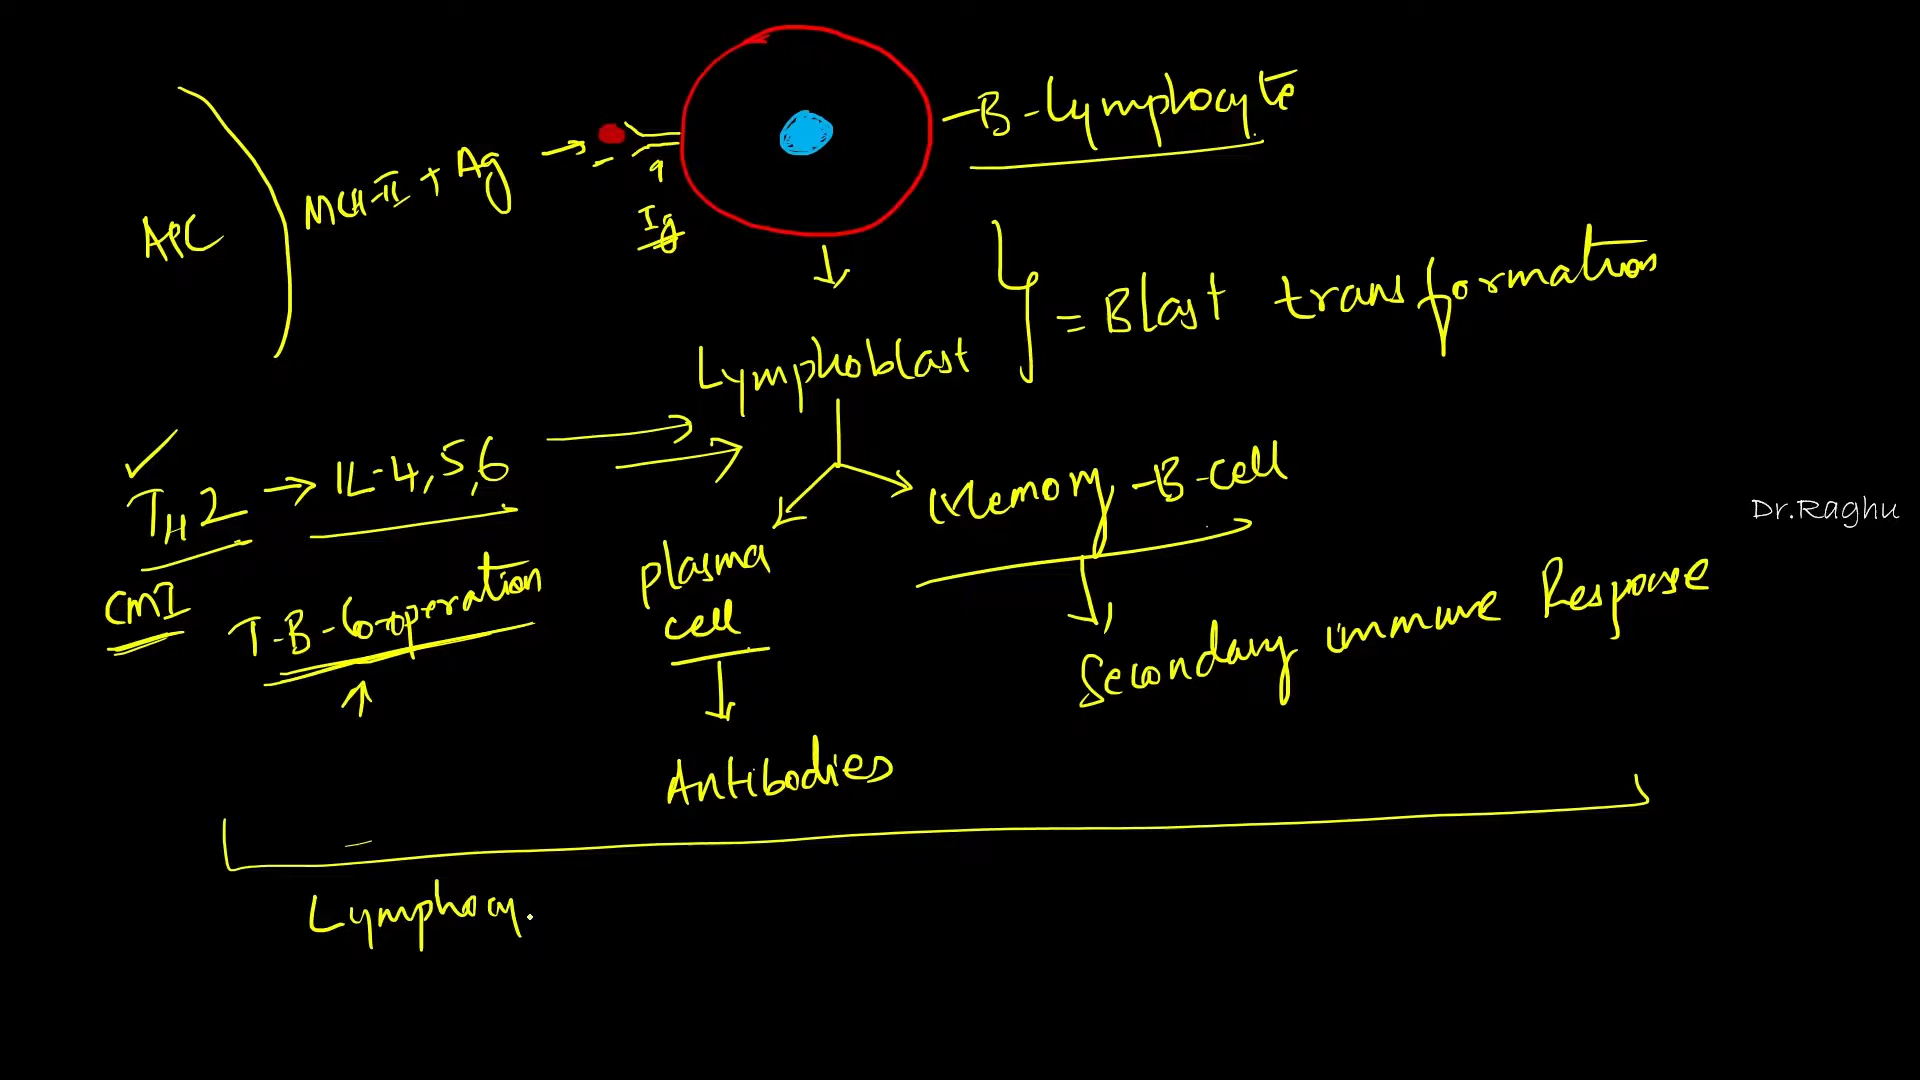 B-Lymphocyte
APC
MCH-II + Ag →
Ig
= Blast transformation
Lymphoblast
TH2 → IL-4,5,6
Memory-B-cell
CMI
T-B-Co-operation
plasma
cell
Secondary immune Response
Antibodies
Lymphocy.
Dr.Raghu